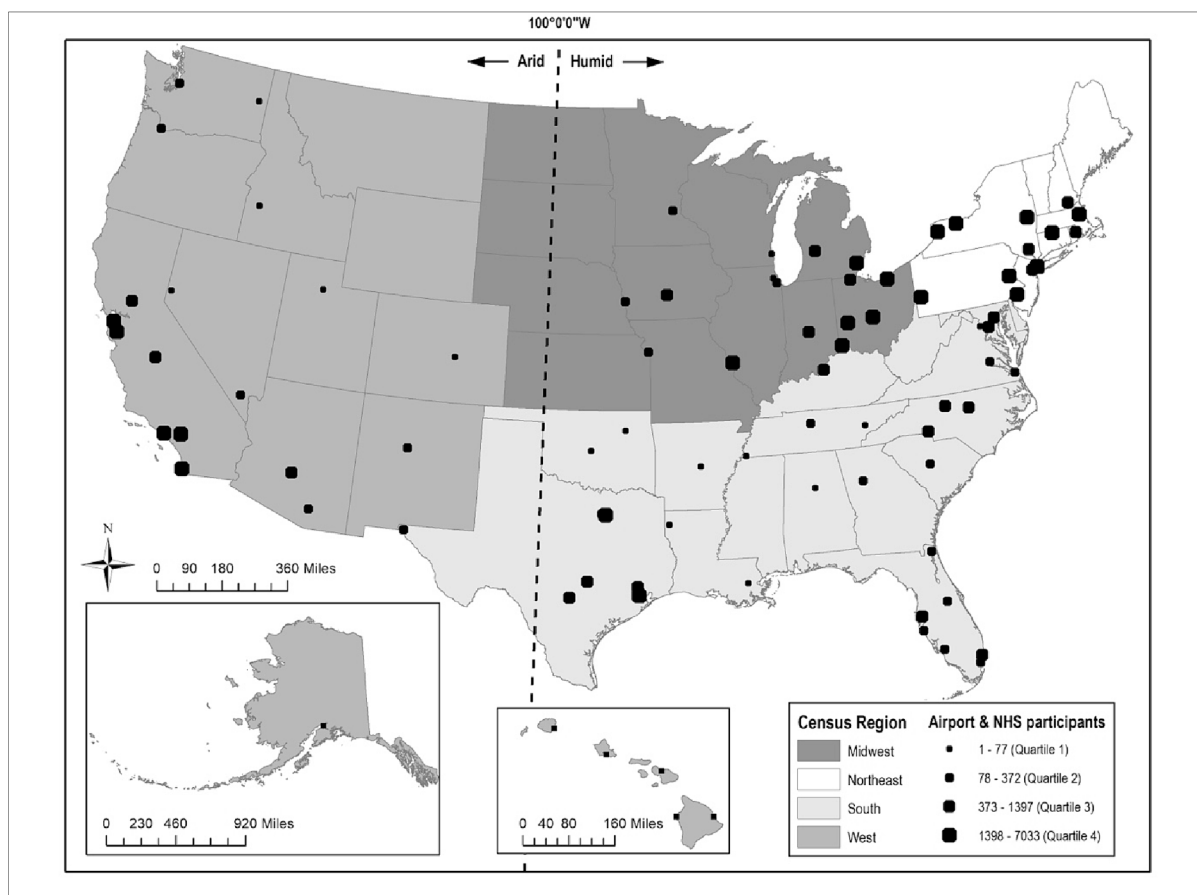 100°0'0"W
Arid Humid
N
0 90 180 360 Miles
0 230 460 920 Miles
0 40 80 160 Miles
Census Region
Midwest
Northeast
South
West
Airport & NHS participants
1 - 77 (Quartile 1)
78 - 372 (Quartile 2)
373 - 1397 (Quartile 3)
1398 - 7033 (Quartile 4)